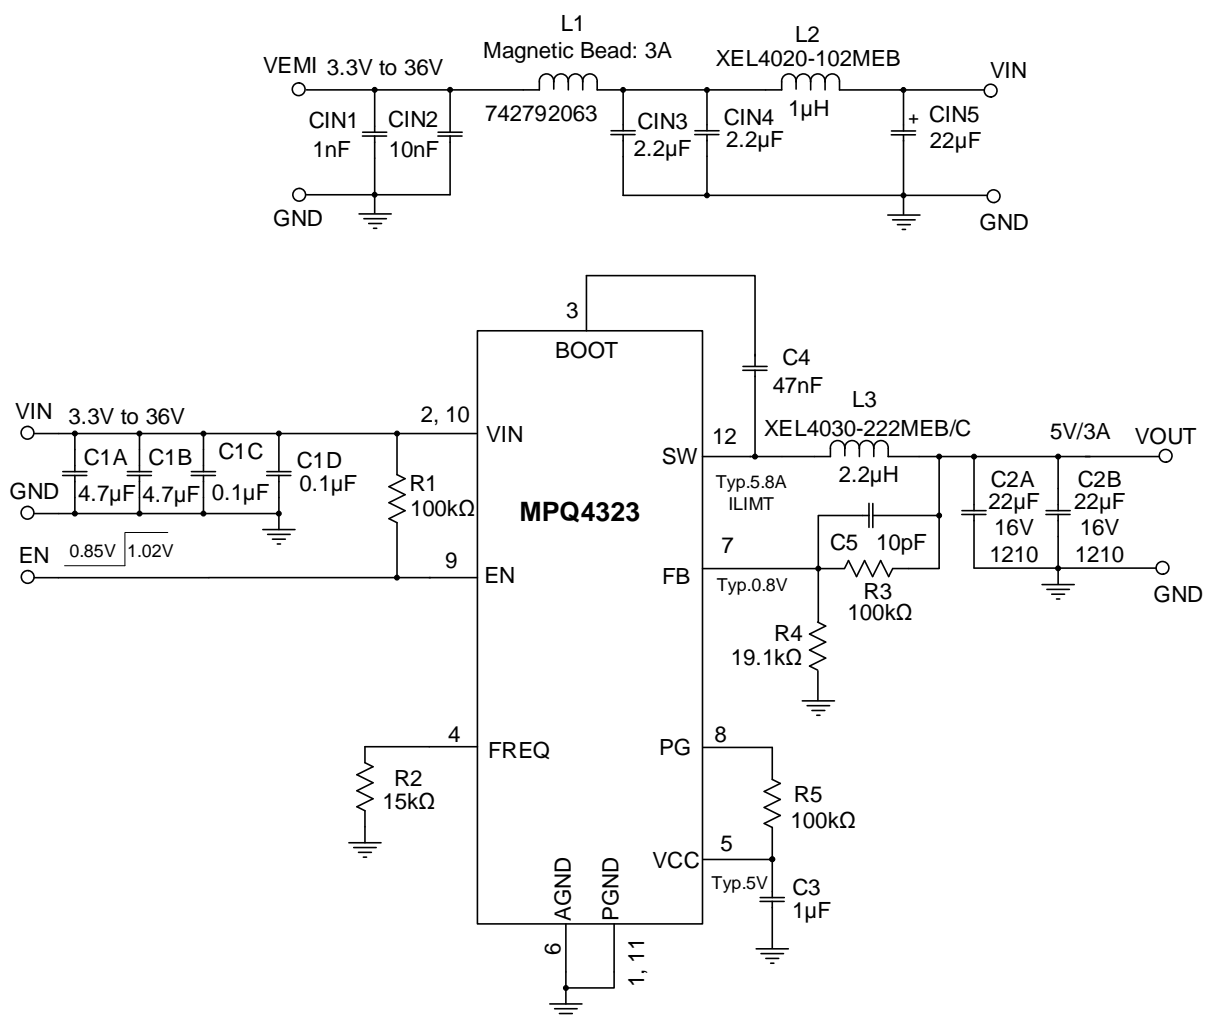 L1
Magnetic Bead: 3A
L2
XEL4020-102MEB
VEMI 3.3V to 36V
VIN
742792063
1µH
CIN1
1nF
CIN2
10nF
CIN3
2.2µF
CIN4
2.2µF
+ CIN5
22µF
GND
GND
3
BOOT
C4
47nF
VIN 3.3V to 36V
2, 10
VIN
L3
XEL4030-222MEB/C
12
SW
2.2µH
5V/3A
VOUT
C1A
4.7µF
C1B
4.7µF
C1C
0.1µF
C1D
0.1µF
GND
R1
100kΩ
MPQ4323
Typ.5.8A
ILIMT
C2A
22µF
16V
1210
C2B
22µF
16V
1210
C5 10pF
EN
0.85V
1.02V
9
EN
7
FB
Typ.0.8V
R3
100kΩ
GND
R4
19.1kΩ
4
FREQ
8
PG
R2
15kΩ
R5
100kΩ
5
VCC
Typ.5V
C3
1µF
AGND
PGND
6
1, 11